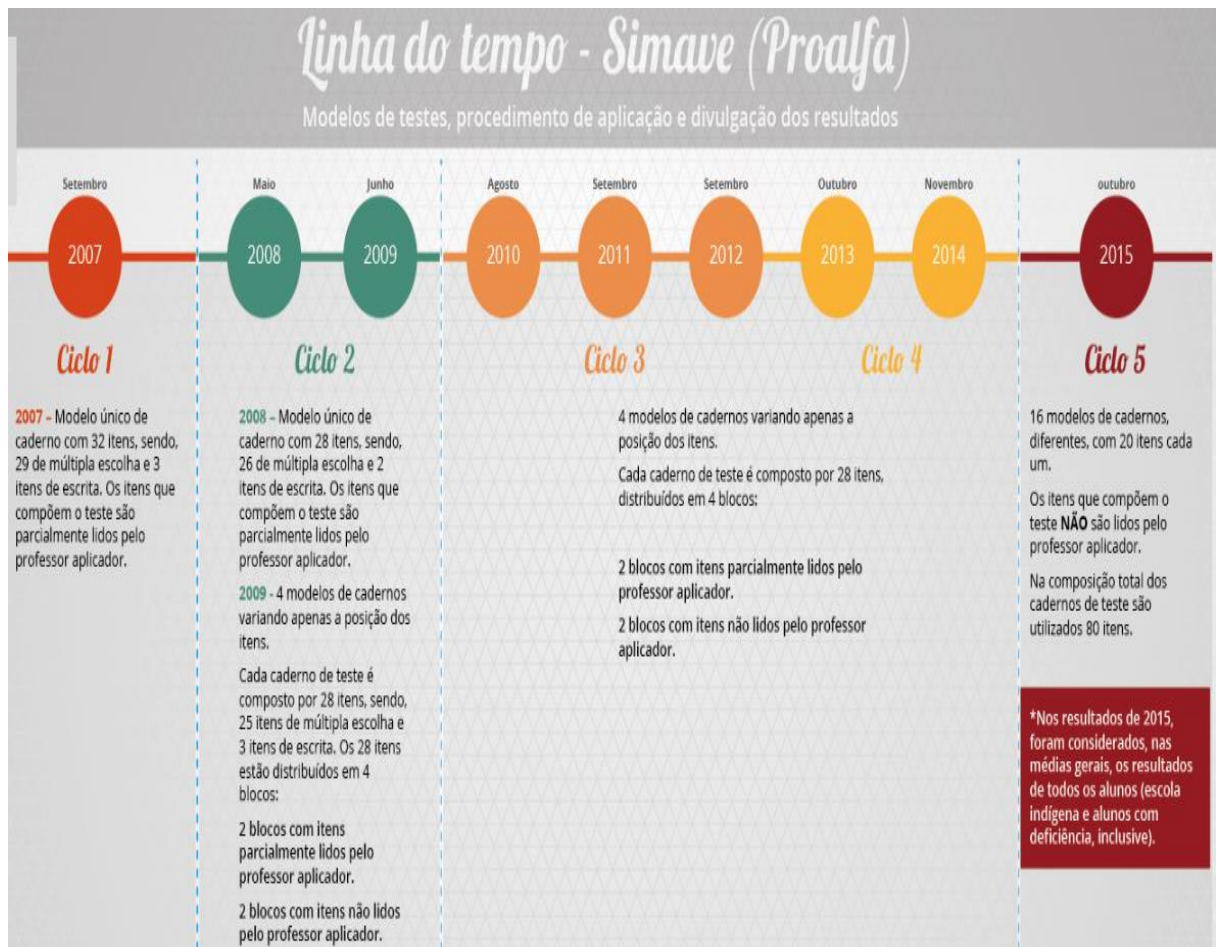 Linha do tempo - Simave (Proalfa)
Modelos de testes, procedimento de aplicação e divulgação dos resultados
Setembro
2007
Ciclo 1
2007 – Modelo único de
caderno com 32 itens, sendo,
29 de múltipla escolha e 3
itens de escrita. Os itens que
compõem o teste são
parcialmente lidos pelo
professor aplicador.
Maio
Junho
2008
2009
Ciclo 2
2008 – Modelo único de
caderno com 28 itens, sendo,
26 de múltipla escolha e 2
itens de escrita. Os itens que
compõem o teste são
parcialmente lidos pelo
professor aplicador.
2009 - 4 modelos de cadernos
variando apenas a posição dos
itens.
Cada caderno de teste é
composto por 28 itens, sendo,
25 itens de múltipla escolha e
3 itens de escrita. Os 28 itens
estão distribuídos em 4
blocos:
2 blocos com itens
parcialmente lidos pelo
professor aplicador.
2 blocos com itens não lidos
pelo professor aplicador.
Agosto
Setembro
Setembro
Outubro
Novembro
2010
2011
2012
2013
2014
Ciclo 3
Ciclo 4
4 modelos de cadernos variando apenas a
posição dos itens.
Cada caderno de teste é composto por 28 itens,
distribuídos em 4 blocos:
2 blocos com itens parcialmente lidos pelo
professor aplicador.
2 blocos com itens não lidos pelo professor
aplicador.
outubro
2015
Ciclo 5
16 modelos de cadernos,
diferentes, com 20 itens cada
um.
Os itens que compõem o
teste NÃO são lidos pelo
professor aplicador.
Na composição total dos
cadernos de teste são
utilizados 80 itens.
*Nos resultados de 2015,
foram considerados, nas
médias gerais, os resultados
de todos os alunos (escola
indígena e alunos com
deficiência, inclusive).